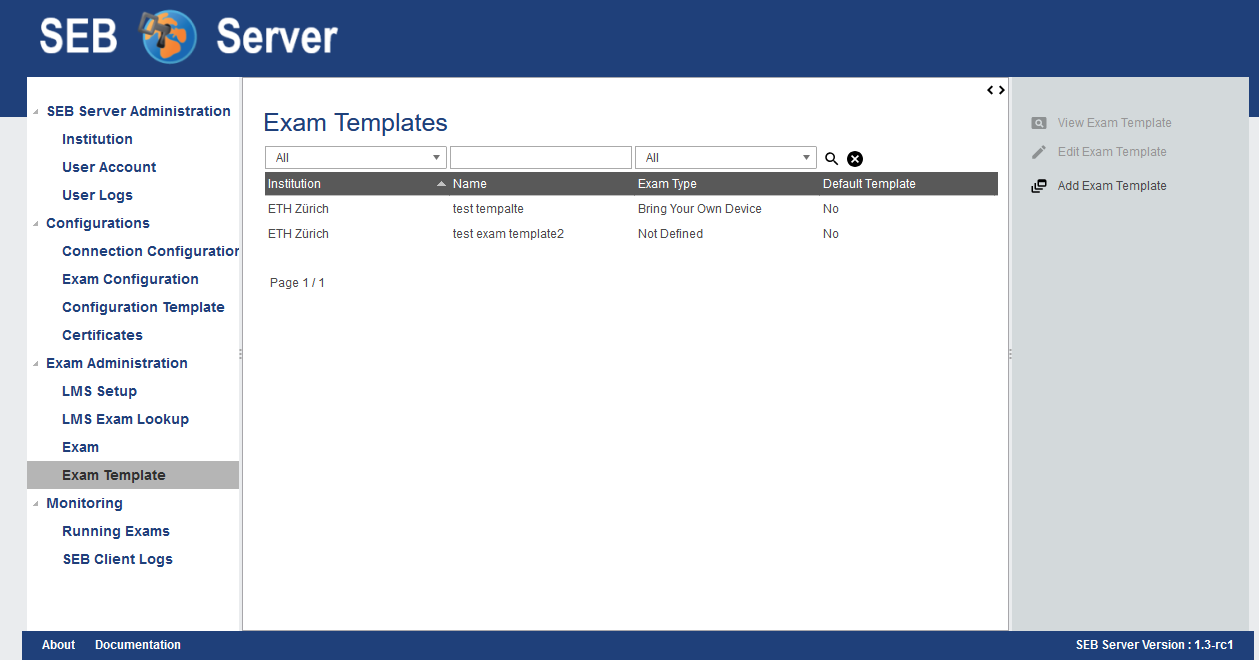 SEB Server
SEB Server Administration
Institution
User Account
User Logs
Configurations
Connection Configuration
Exam Configuration
Configuration Template
Certificates
Exam Administration
LMS Setup
LMS Exam Lookup
Exam
Exam Template
Monitoring
Running Exams
SEB Client Logs
Exam Templates
All All
Institution Name Exam Type Default Template
ETH Zürich test tempalte Bring Your Own Device No
ETH Zürich test exam template2 Not Defined No
Page 1 / 1
View Exam Template
Edit Exam Template
Add Exam Template
About Documentation
SEB Server Version : 1.3-rc1